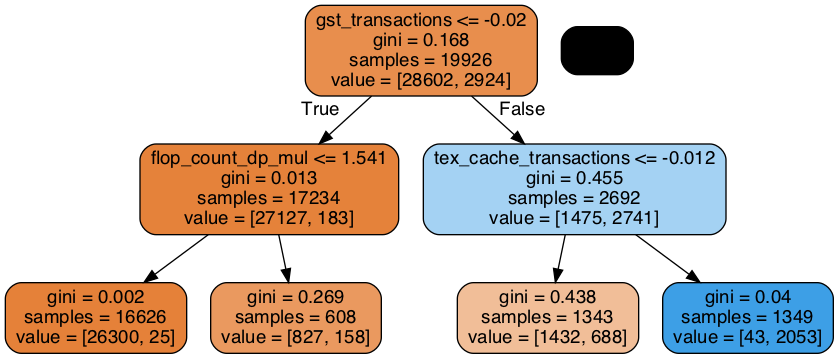 gst_transactions <= -0.02
gini = 0.168
samples = 19926
value = [28602, 2924]
True
False
flop_count_dp_mul <= 1.541
gini = 0.013
samples = 17234
value = [27127, 183]
tex_cache_transactions <= -0.012
gini = 0.455
samples = 2692
value = [1475, 2741]
gini = 0.002
samples = 16626
value = [26300, 25]
gini = 0.269
samples = 608
value = [827, 158]
gini = 0.438
samples = 1343
value = [1432, 688]
gini = 0.04
samples = 1349
value = [43, 2053]